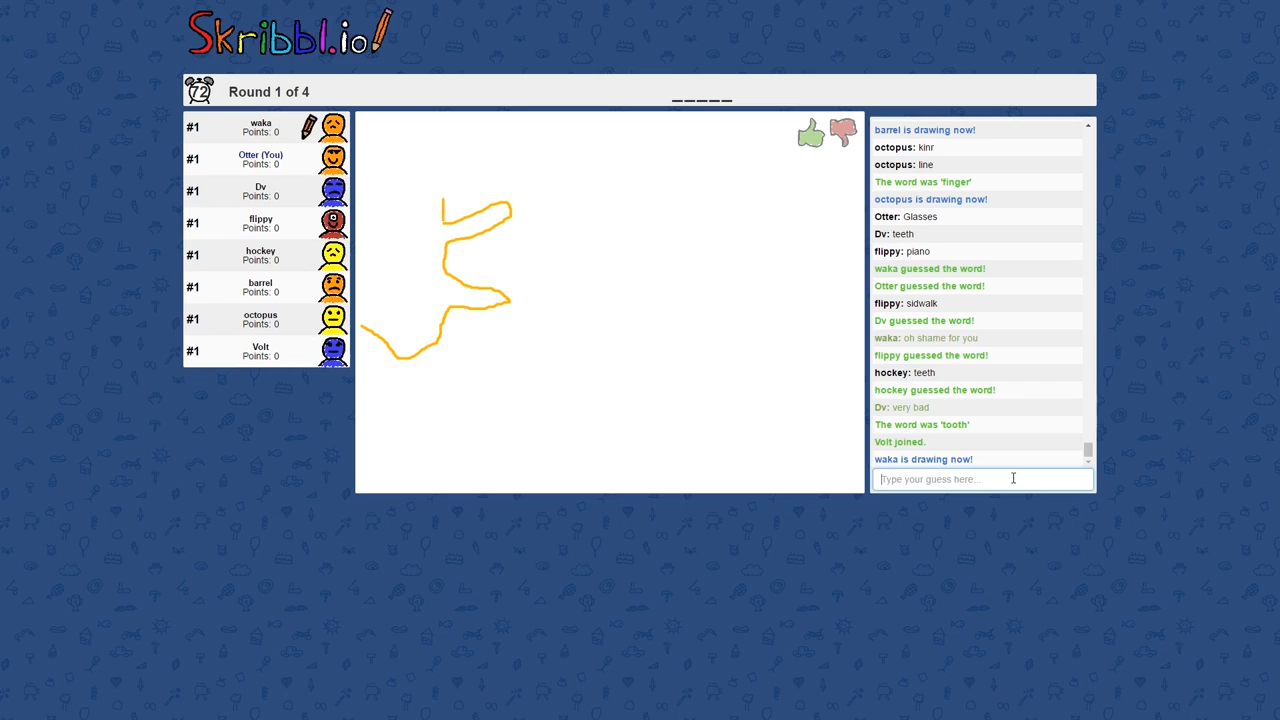 Skribbl.io!
72 Round 1 of 4 _____
#1 waka
Points: 0
#1 Otter (You)
Points: 0
#1 Dv
Points: 0
#1 flippy
Points: 0
#1 hockey
Points: 0
#1 barrel
Points: 0
#1 octopus
Points: 0
#1 Volt
Points: 0
barrel is drawing now!
octopus: kinr
octopus: line
The word was 'finger'
octopus is drawing now!
Otter: Glasses
Dv: teeth
flippy: piano
waka guessed the word!
Otter guessed the word!
flippy: sidwalk
Dv guessed the word!
waka: oh shame for you
flippy guessed the word!
hockey: teeth
hockey guessed the word!
Dv: very bad
The word was 'tooth'
Volt joined.
waka is drawing now!
Type your guess here...